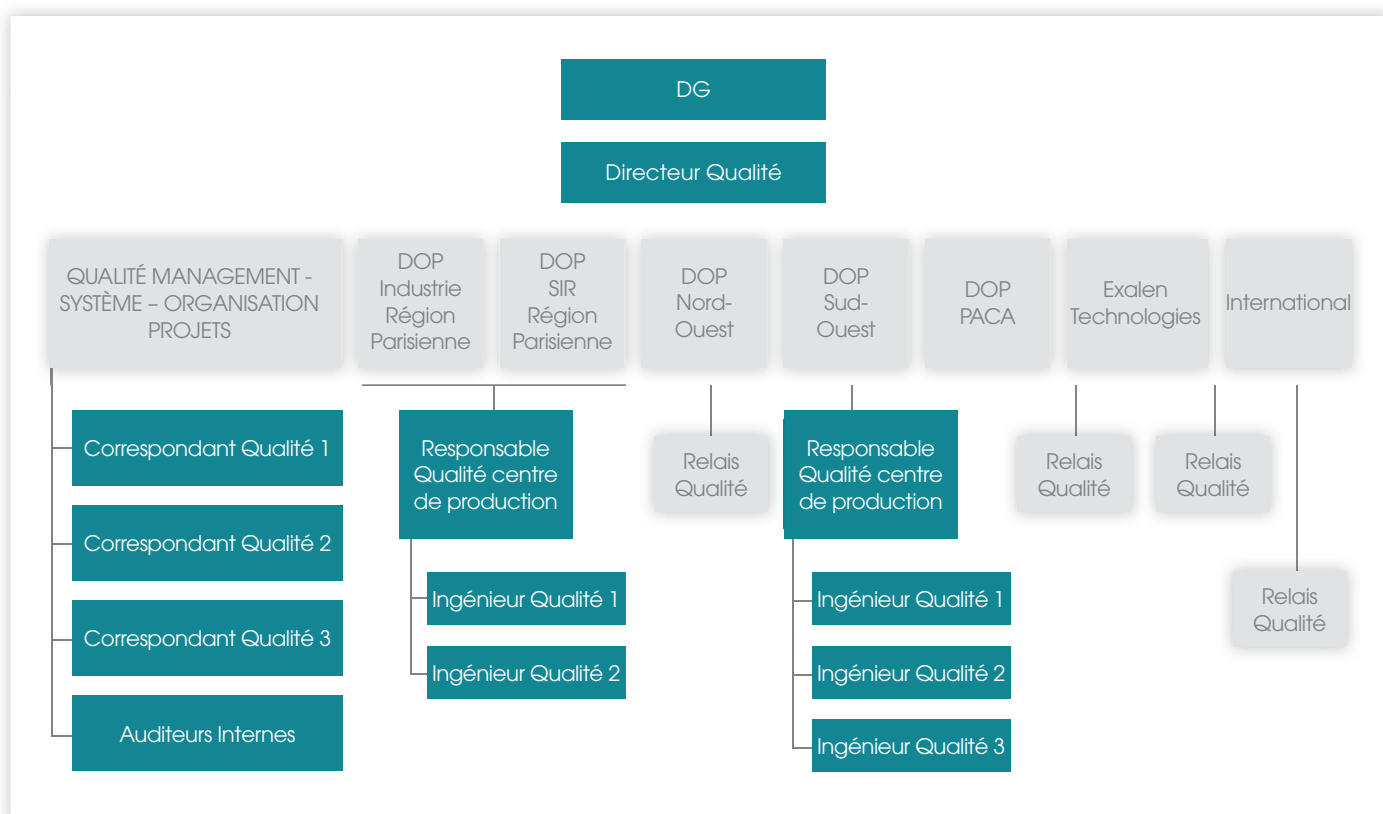 DG
Directeur Qualité
QUALITÉ MANAGEMENT -
SYSTÈME – ORGANISATION
PROJETS
DOP
Industrie
Région
Parisienne
DOP
SIR
Région
Parisienne
DOP
Nord-
Ouest
DOP
Sud-
Ouest
DOP
PACA
Exalen
Technologies
International
Correspondant Qualité 1
Correspondant Qualité 2
Correspondant Qualité 3
Auditeurs Internes
Responsable
Qualité centre
de production
Ingénieur Qualité 1
Ingénieur Qualité 2
Relais
Qualité
Responsable
Qualité centre
de production
Ingénieur Qualité 1
Ingénieur Qualité 2
Ingénieur Qualité 3
Relais
Qualité
Relais
Qualité
Relais
Qualité